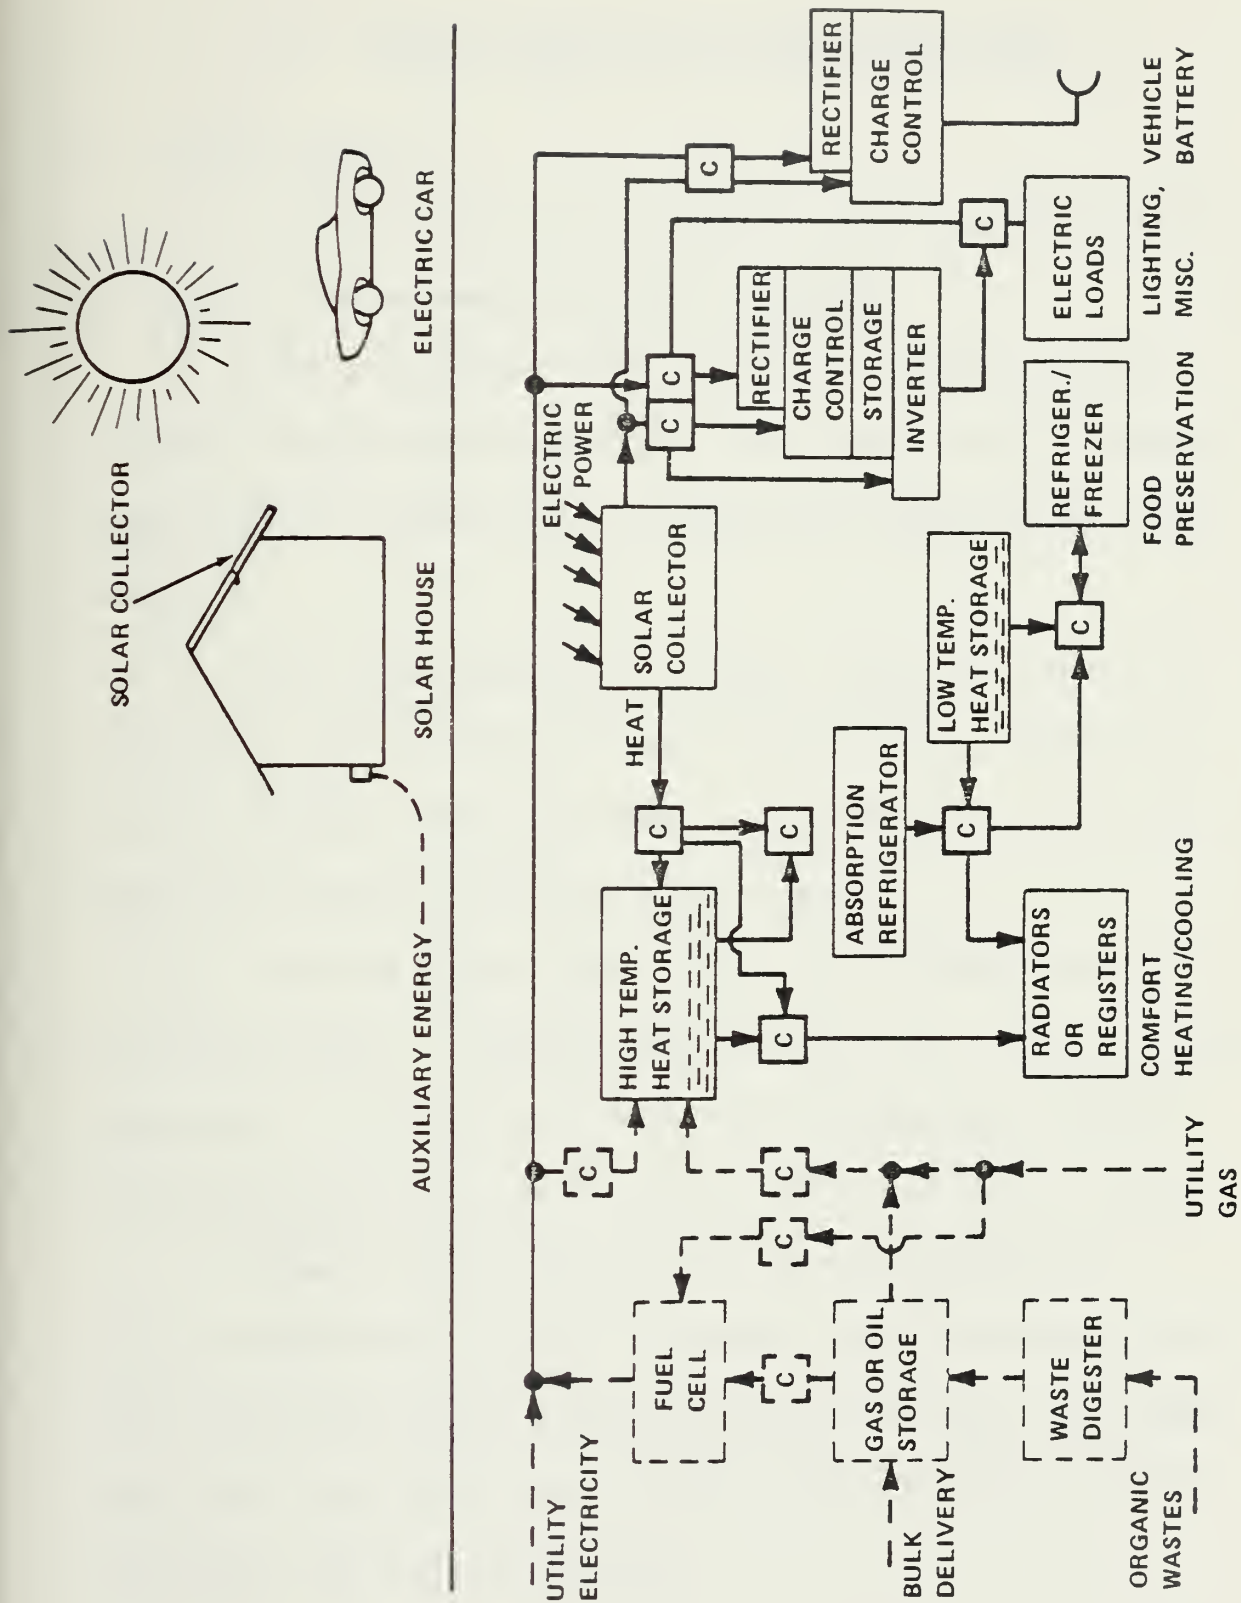 SOLAR COLLECTOR
SOLAR HOUSE
ELECTRIC CAR
AUXILIARY ENERGY
UTILITY
ELECTRICITY
ELECTRIC
POWER
HEAT
SOLAR
COLLECTOR
C
C
C
C
C
HIGH TEMP.
HEAT STORAGE
FUEL
CELL
C
C
C
C
C
RECTIFIER
CHARGE
CONTROL
STORAGE
INVERTER
RECTIFIER
CHARGE
CONTROL
BULK
DELIVERY
GAS OR OIL
STORAGE
ABSORPTION
REFRIGERATOR
LOW TEMP.
HEAT STORAGE
C
C
C
WASTE
DIGESTER
RADIATORS
OR
REGISTERS
REFRIGER./
FREEZER
ELECTRIC
LOADS
ORGANIC
WASTES
UTILITY
GAS
COMFORT
HEATING/COOLING
FOOD
PRESERVATION
LIGHTING,
MISC.
VEHICLE
BATTERY